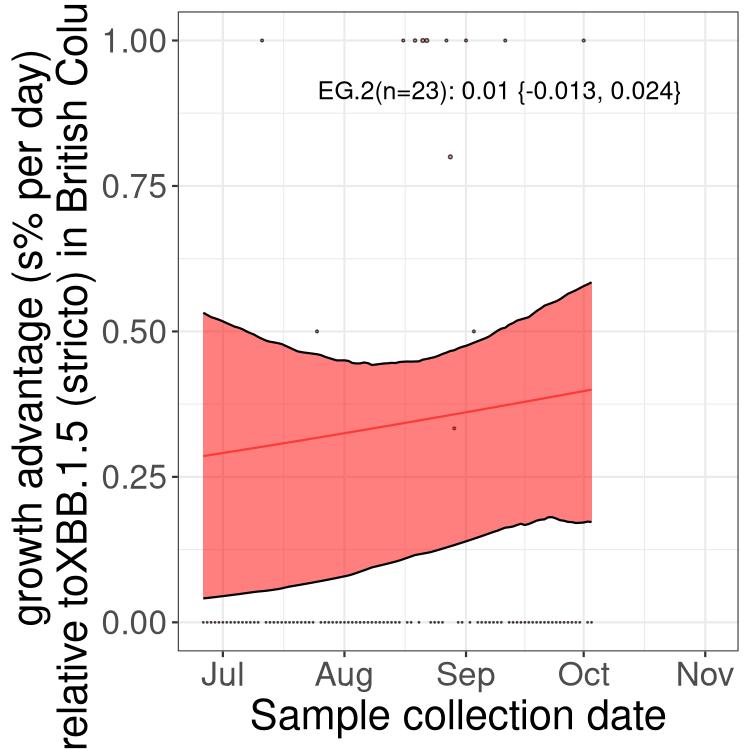 growth advantage (s% per day)
relative toXBB.1.5 (stricto) in British Colu
1.00
0.75
0.50
0.25
0.00
EG.2(n=23): 0.01 {-0.013, 0.024}
Jul Aug Sep Oct Nov
Sample collection date